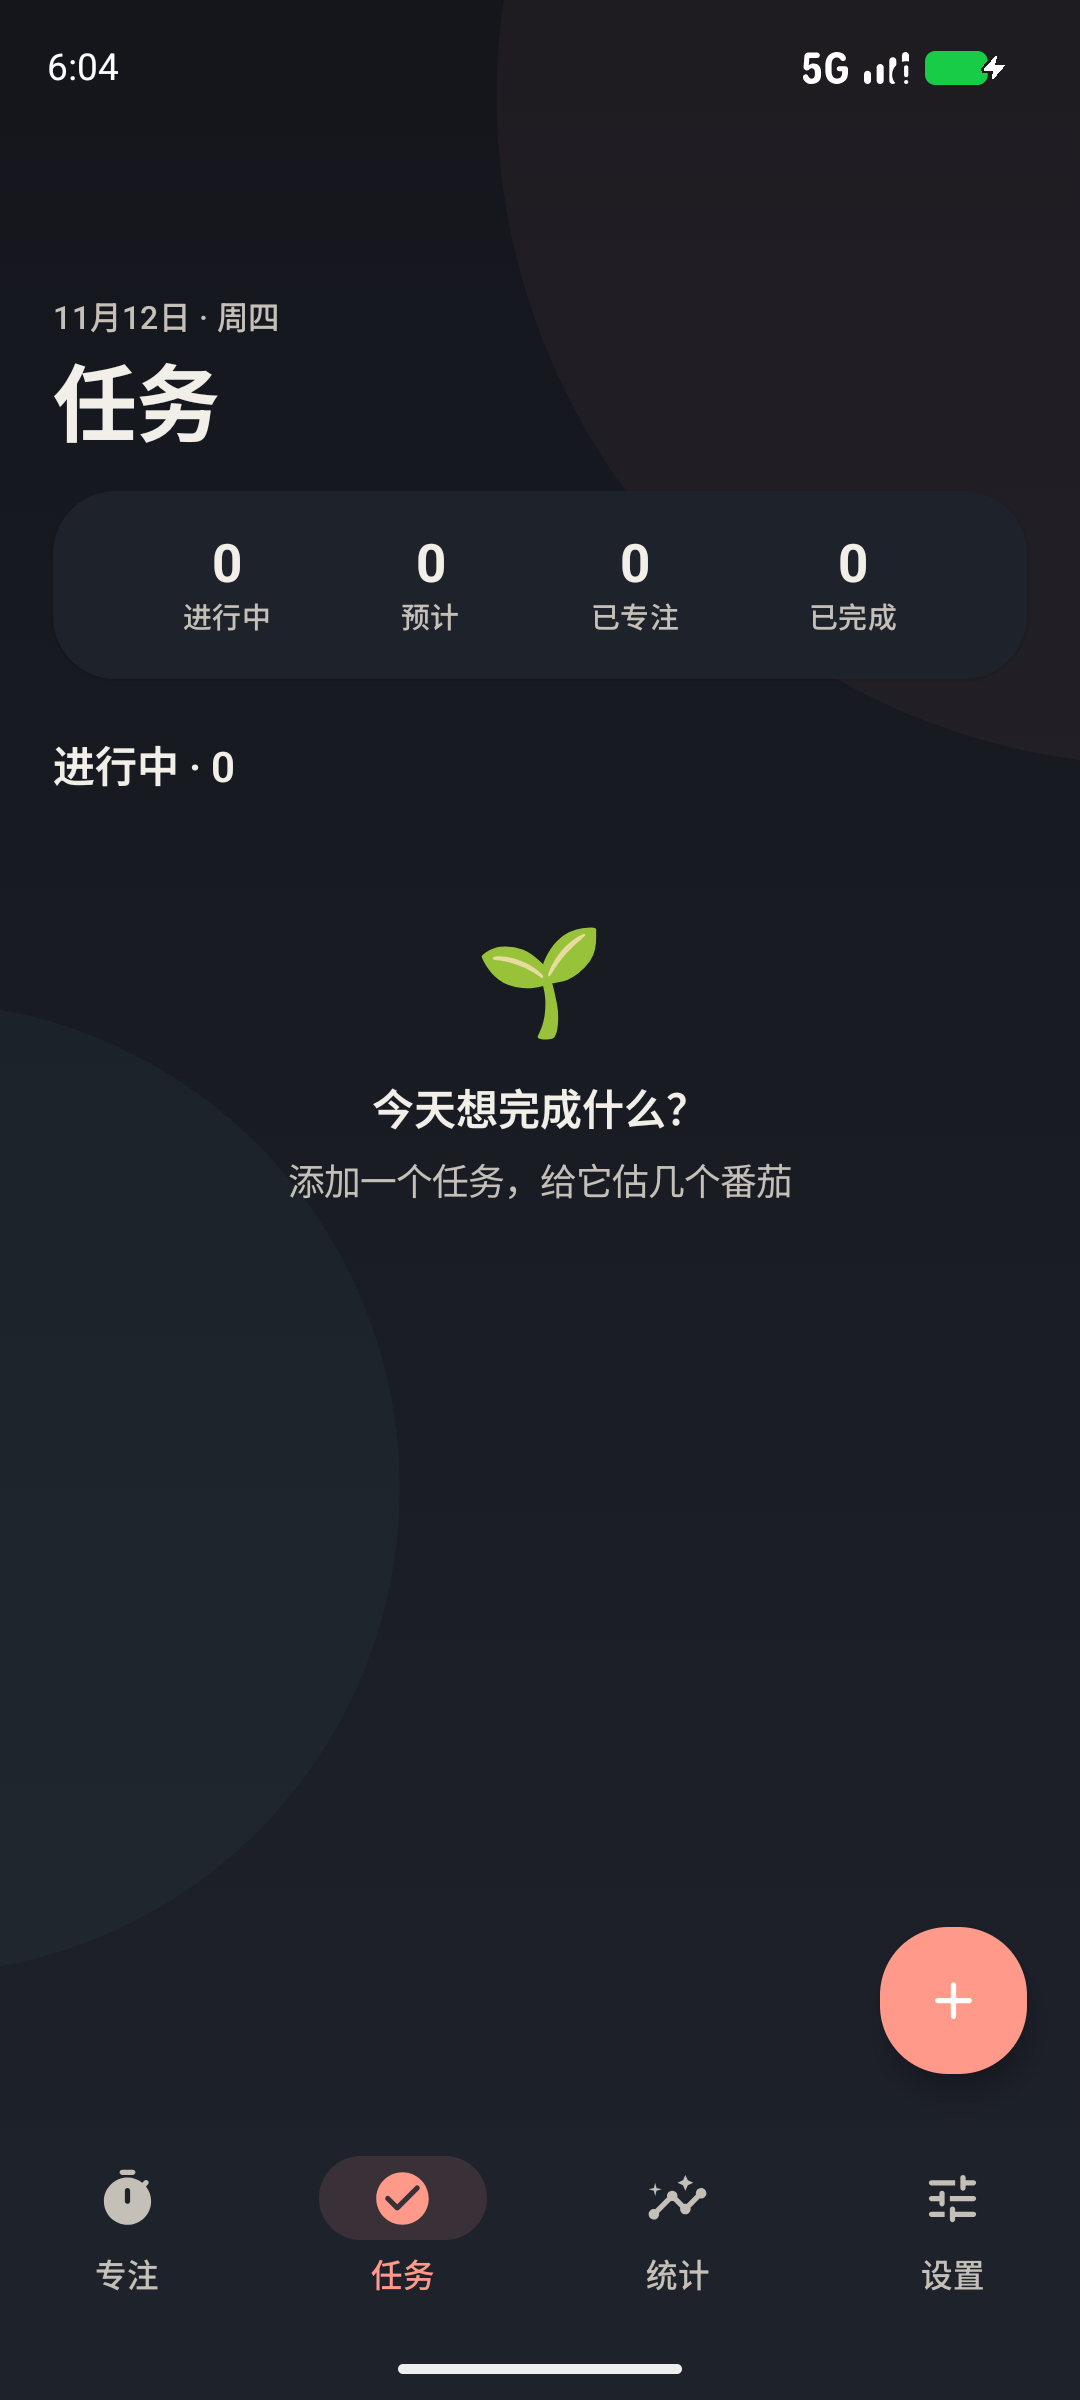 6:04 5G
11月12日 · 周四
任务
0 0 0 0
进行中 预计 已专注 已完成
进行中 · 0
今天想完成什么？
添加一个任务，给它估几个番茄
专注 任务 统计 设置